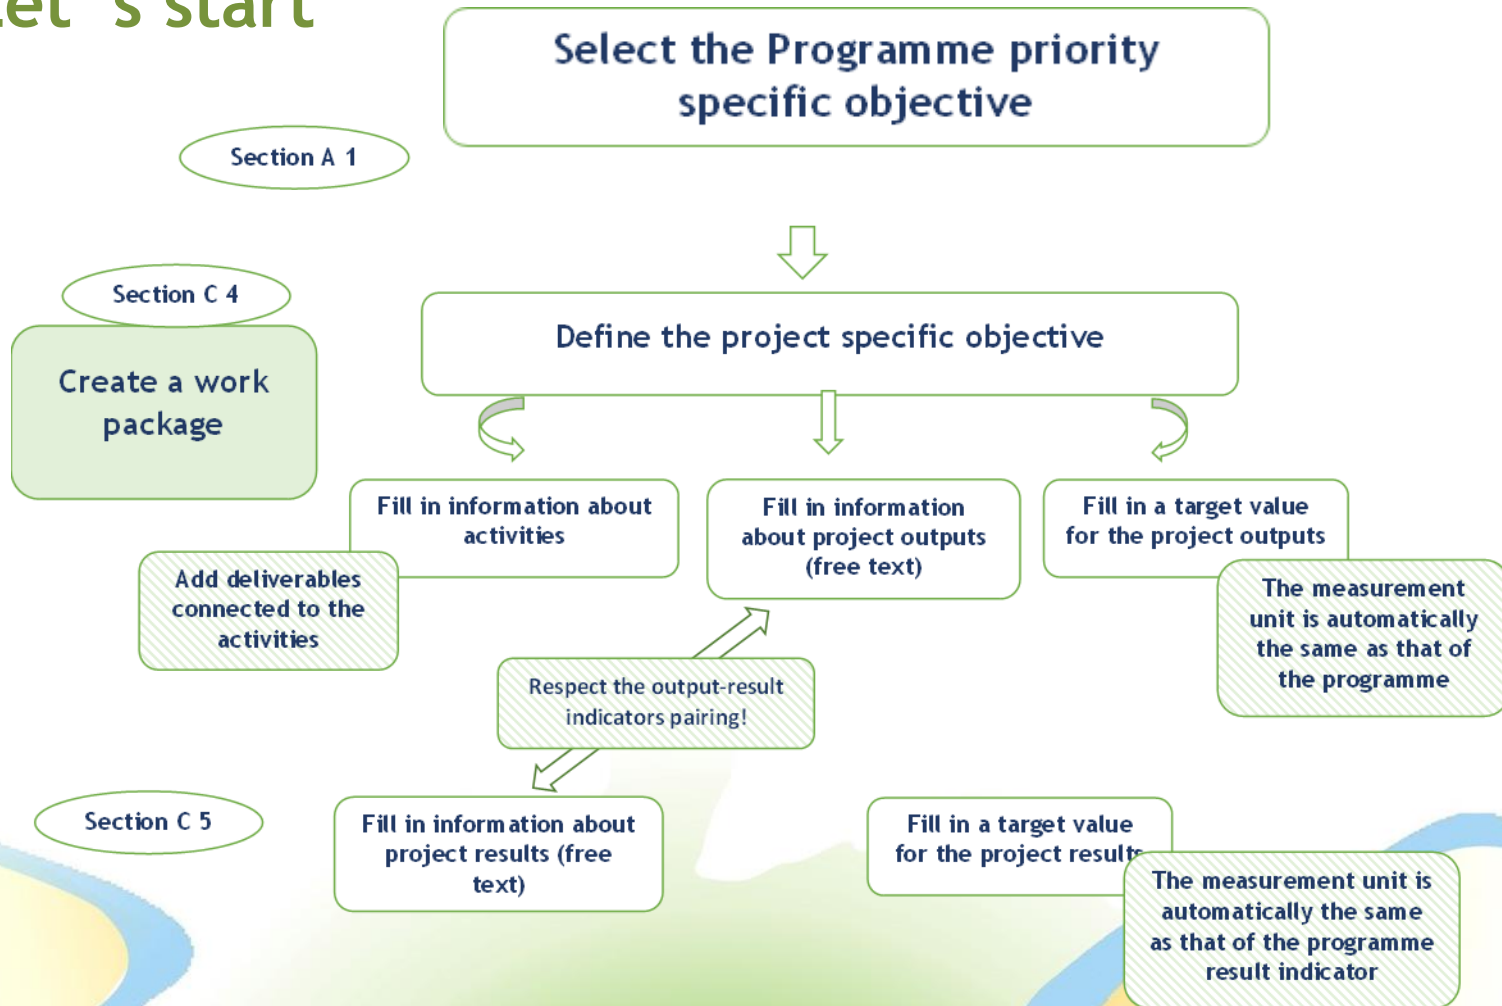 Let´s start
Select the Programme priority
specific objective
Section A 1
Section C 4
Create a work
package
Define the project specific objective
Fill in information about
activities
Add deliverables
connected to the
activities
Fill in information
about project outputs
(free text)
Fill in a target value
for the project outputs
The measurement
unit is automatically
the same as that of
the programme
Respect the output-result
indicators pairing!
Section C 5
Fill in information about
project results (free
text)
Fill in a target value
for the project results
The measurement unit is
automatically the same
as that of the programme
result indicator